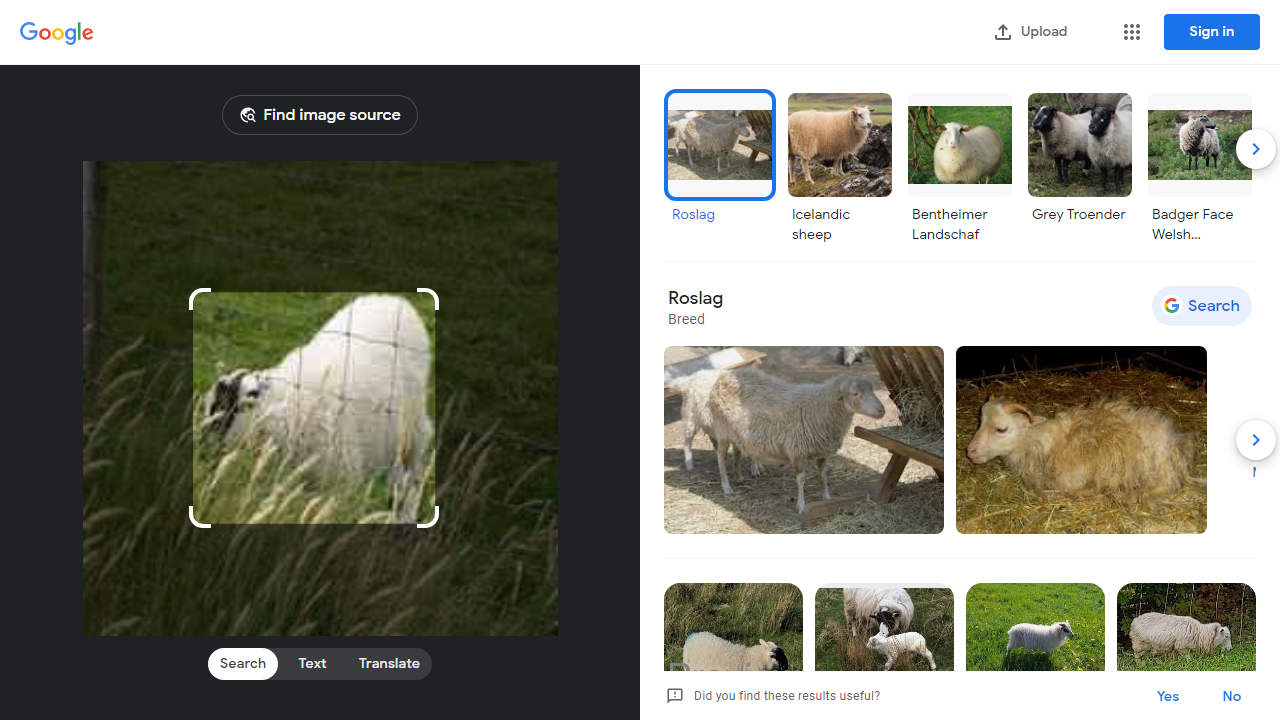 Google
Upload
Sign in
Find image source
Search
Text
Translate
Roslag
Icelandic
sheep
Bentheimer
Landschaf
Grey Troender
Badger Face
Welsh...
Roslag
Breed
Search
Did you find these results useful?
Yes
No